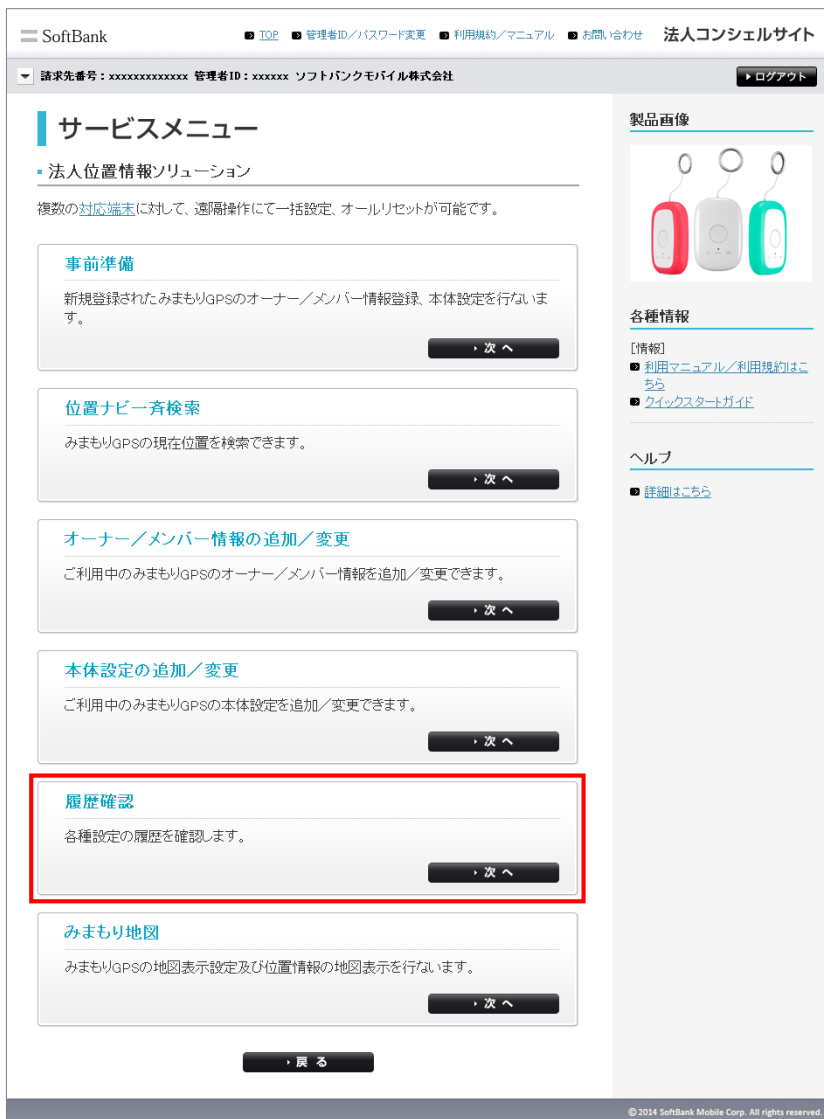 SoftBank
TOP 管理者ID／パスワード変更 利用規約／マニュアル お問い合わせ 法人コンシェルサイト
請求先番号：xxxxxxxxxxxxx 管理者ID：xxxxxx ソフトバンクモバイル株式会社
ログアウト
サービスメニュー
法人位置情報ソリューション
複数の対応端末に対して、遠隔操作にて一括設定、オールリセットが可能です。
事前準備
新規登録されたみまもりGPSのオーナー／メンバー情報登録、本体設定を行ないま
す。
次 へ
位置ナビ一斉検索
みまもりGPSの現在位置を検索できます。
次 へ
オーナー／メンバー情報の追加／変更
ご利用中のみまもりGPSのオーナー／メンバー情報を追加／変更できます。
次 へ
本体設定の追加／変更
ご利用中のみまもりGPSの本体設定を追加／変更できます。
次 へ
履歴確認
各種設定の履歴を確認します。
次 へ
みまもり地図
みまもりGPSの地図表示設定及び位置情報の地図表示を行ないます。
次 へ
戻 る
製品画像
各種情報
[情報]
利用マニュアル／利用規約はこ
ちら
クイックスタートガイド
ヘルプ
詳細はこちら
© 2014 SoftBank Mobile Corp. All rights reserved